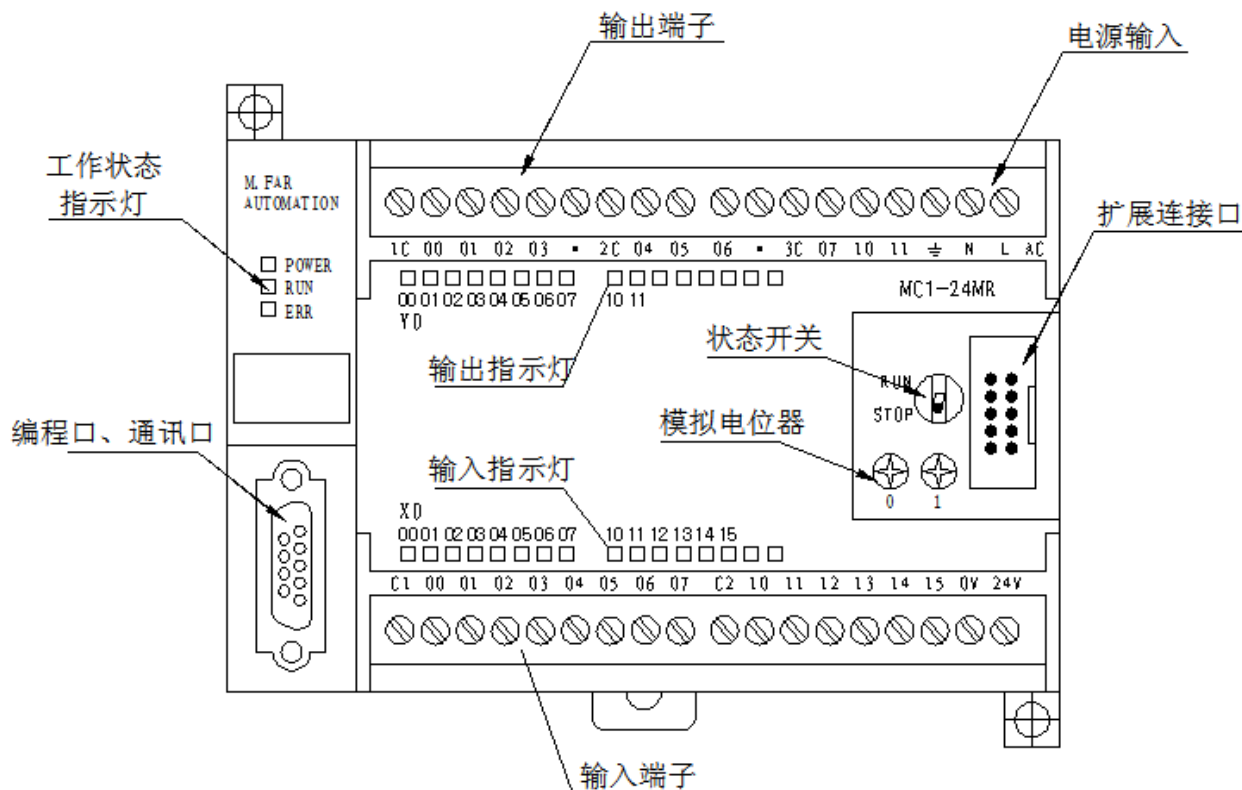 输出端子
电源输入
工作状态
指示灯
M. FAR
AUTOMATION
扩展连接口
1C 00 01 02 03 ▪ 2C 04 05 06 ▪ 3C 07 10 11 ⏚ N L AC
POWER
RUN
ERR
00 01 02 03 04 05 06 07 10 11
YD
MC1-24MR
状态开关
输出指示灯
RUN
STOP
模拟电位器
编程口、通讯口
输入指示灯
0 1
XD
00 01 02 03 04 05 06 07 10 11 12 13 14 15
C1 00 01 02 03 04 05 06 07 C2 10 11 12 13 14 15 0V 24V
输入端子